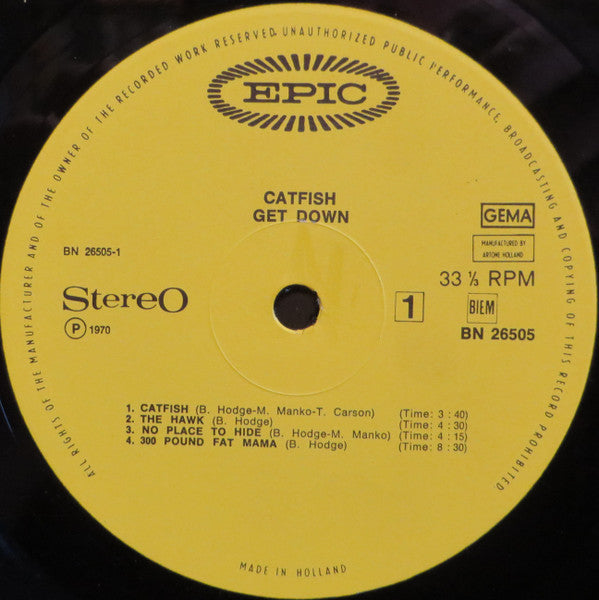 ALL RIGHTS OF THE MANUFACTURER AND OF THE OWNER OF THE RECORDED WORK RESERVED. UNAUTHORIZED PUBLIC PERFORMANCE, BROADCASTING AND COPYING OF THIS RECORD PROHIBITED.
EPIC
CATFISH
GET DOWN
GEMA
BN 26505-1
MANUFACTURED BY
ARTONE HOLLAND
33 ⅓ RPM
StereO
1
BIEM
Ⓟ 1970
BN 26505
1. CATFISH (B. Hodge-M. Manko-T. Carson) (Time: 3 : 40)
2. THE HAWK (B. Hodge) (Time: 4 : 30)
3. NO PLACE TO HIDE (B. Hodge-M. Manko) (Time: 4 : 15)
4. 300 POUND FAT MAMA (B. Hodge) (Time: 8 : 30)
MADE IN HOLLAND